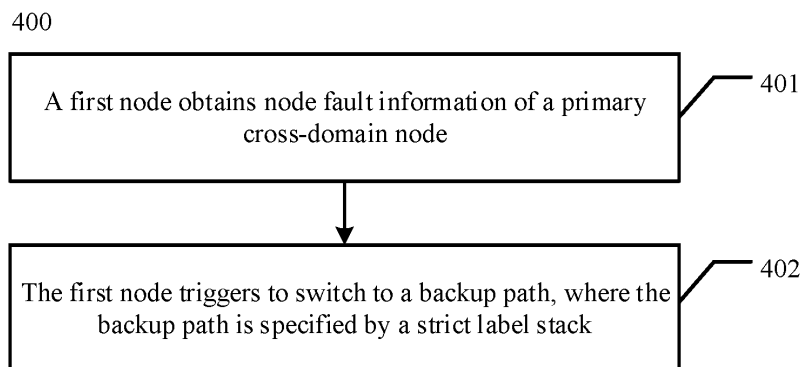 400
A first node obtains node fault information of a primary
cross-domain node
401
The first node triggers to switch to a backup path, where the
backup path is specified by a strict label stack
402